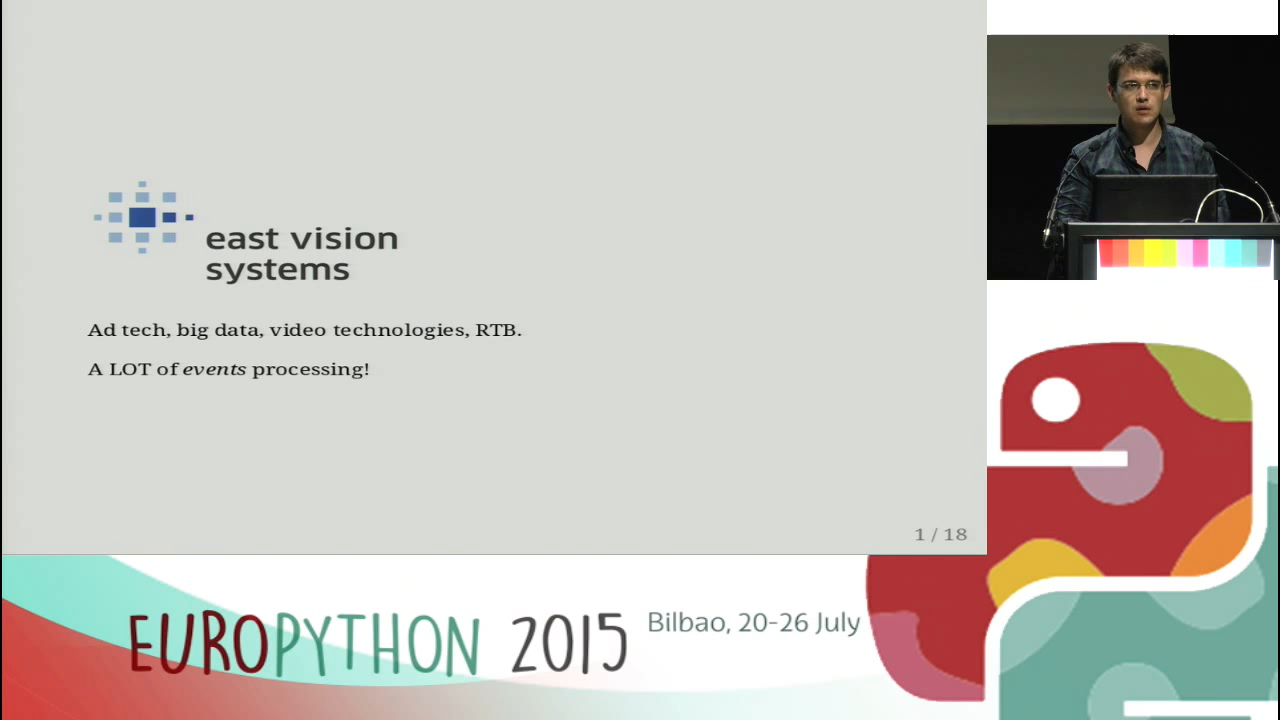 east vision
systems
Ad tech, big data, video technologies, RTB.
A LOT of events processing!
1 / 18
EUROPYTHON 2015
Bilbao, 20-26 July